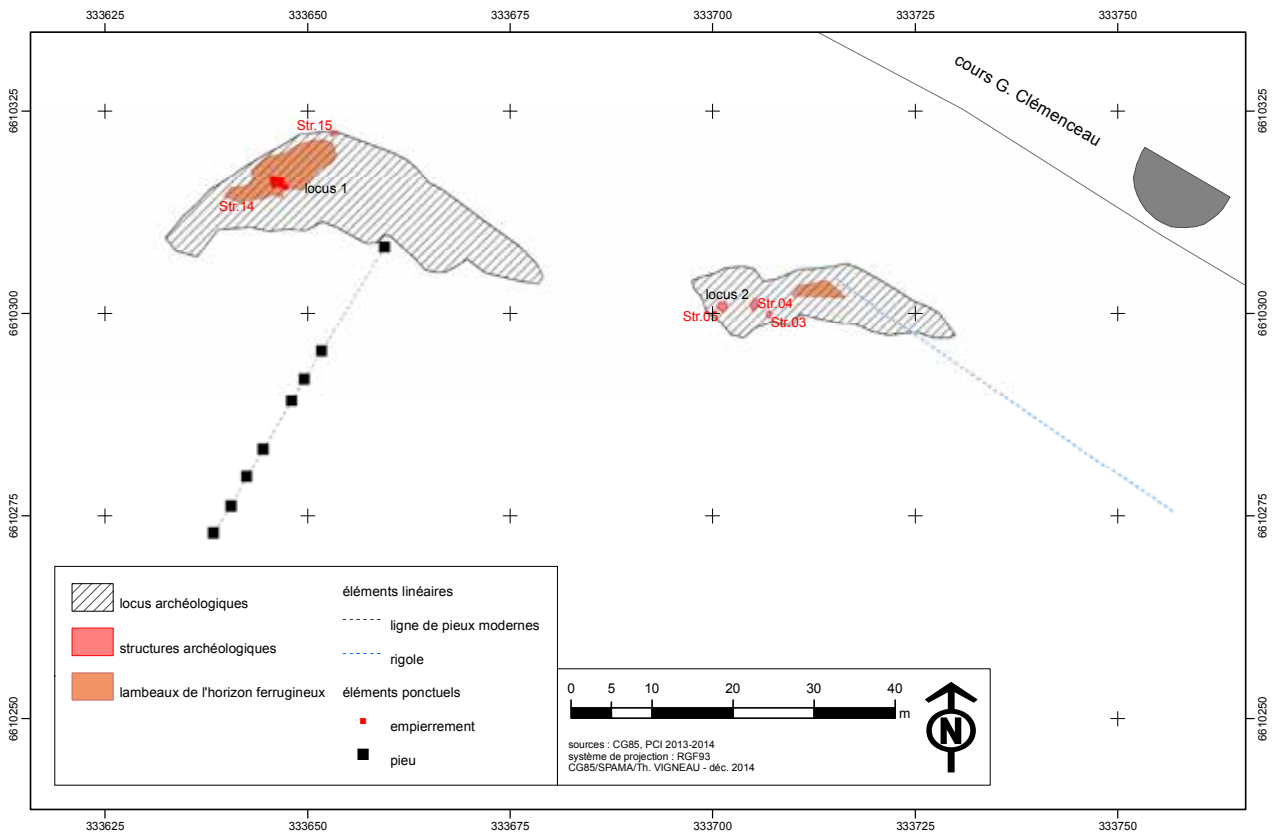 333625 333650 333675 333700 333725 333750
cours G. Clémenceau
6610325 6610325
Str.15
locus 1
Str.14
locus 2
Str.04
Str.03
6610300 6610300
6610275 6610275
locus archéologiques
structures archéologiques
lambeaux de l'horizon ferrugineux
éléments linéaires
ligne de pieux modernes
rigole
éléments ponctuels
empierrement
pieu
0 5 10 20 30 40
m
N
sources : CG85, PCI 2013-2014
système de projection : RGF93
CG85/SPAMA/Th. VIGNEAU - déc. 2014
6610250 6610250
333625 333650 333675 333700 333725 333750